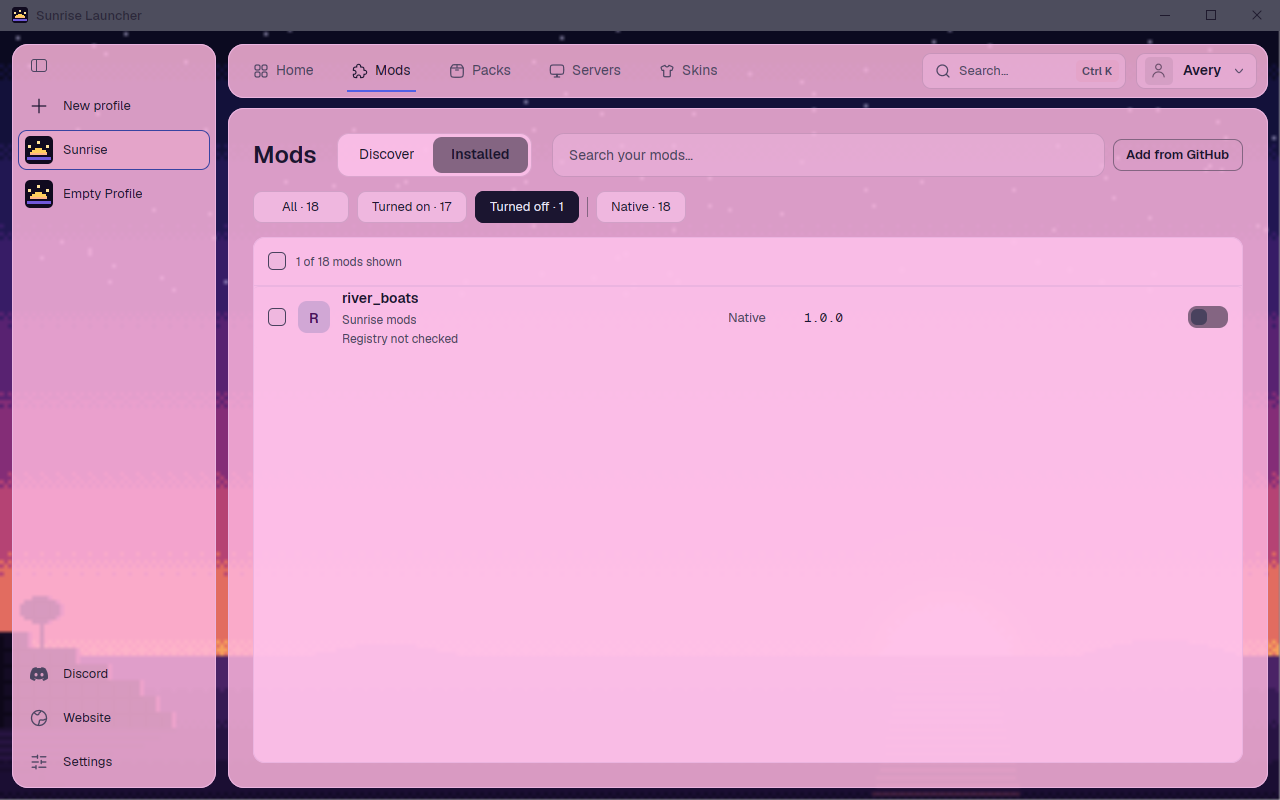 Sunrise Launcher
New profile
Sunrise
Empty Profile
Discord
Website
Settings
Home
Mods
Packs
Servers
Skins
Search...
Ctrl K
Avery
Mods
Discover
Installed
Search your mods...
Add from GitHub
All · 18
Turned on · 17
Turned off · 1
Native · 18
1 of 18 mods shown
R
river_boats
Sunrise mods
Registry not checked
Native
1.0.0